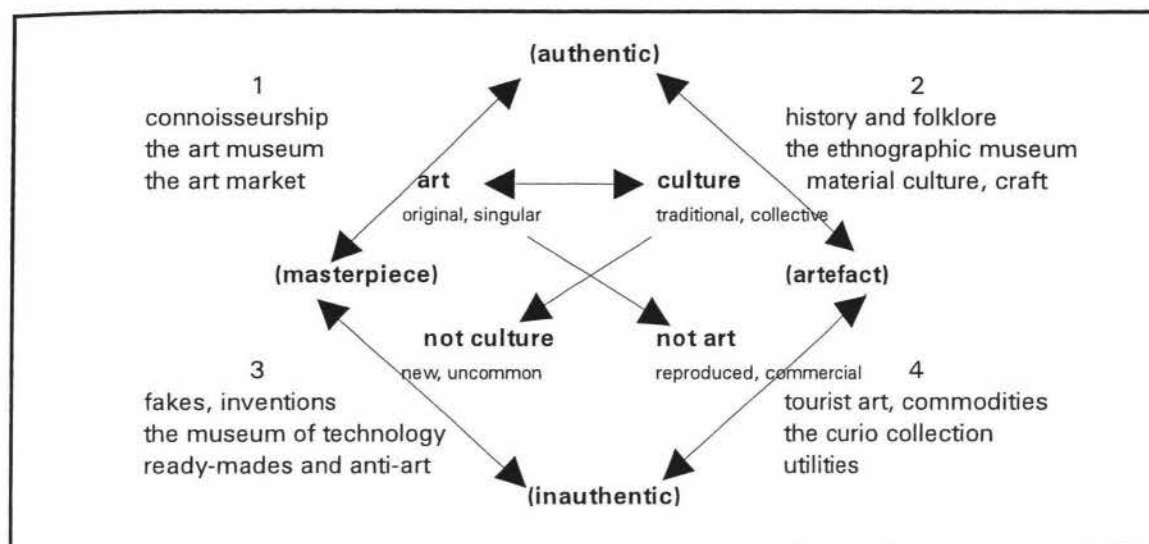 (authentic)
1
connoisseurship
the art museum
the art market
2
history and folklore
the ethnographic museum
material culture, craft
art
original, singular
culture
traditional, collective
(masterpiece)
(artefact)
not culture
new, uncommon
not art
reproduced, commercial
3
fakes, inventions
the museum of technology
ready-mades and anti-art
4
tourist art, commodities
the curio collection
utilities
(inauthentic)